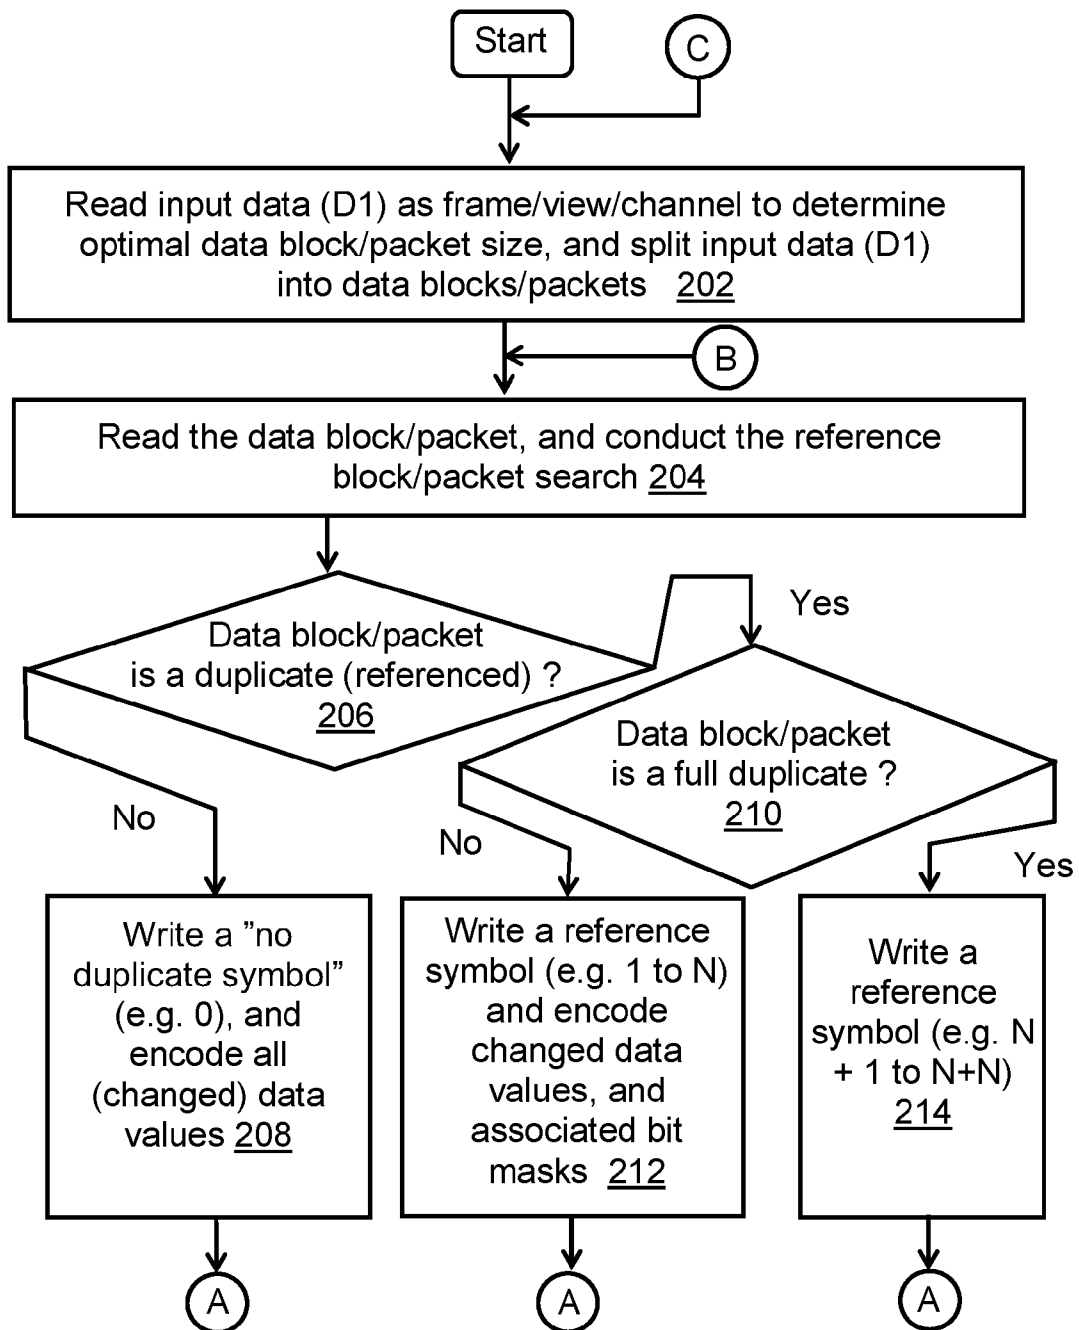 Start
C
Read input data (D1) as frame/view/channel to determine
optimal data block/packet size, and split input data (D1)
into data blocks/packets 202
B
Read the data block/packet, and conduct the reference
block/packet search 204
Data block/packet
is a duplicate (referenced) ?
206
Yes
Data block/packet
is a full duplicate ?
210
No
No
Yes
Write a ”no
duplicate symbol”
(e.g. 0), and
encode all
(changed) data
values 208
Write a reference
symbol (e.g. 1 to N)
and encode
changed data
values, and
associated bit
masks 212
Write a
reference
symbol (e.g. N
+ 1 to N+N)
214
A
A
A